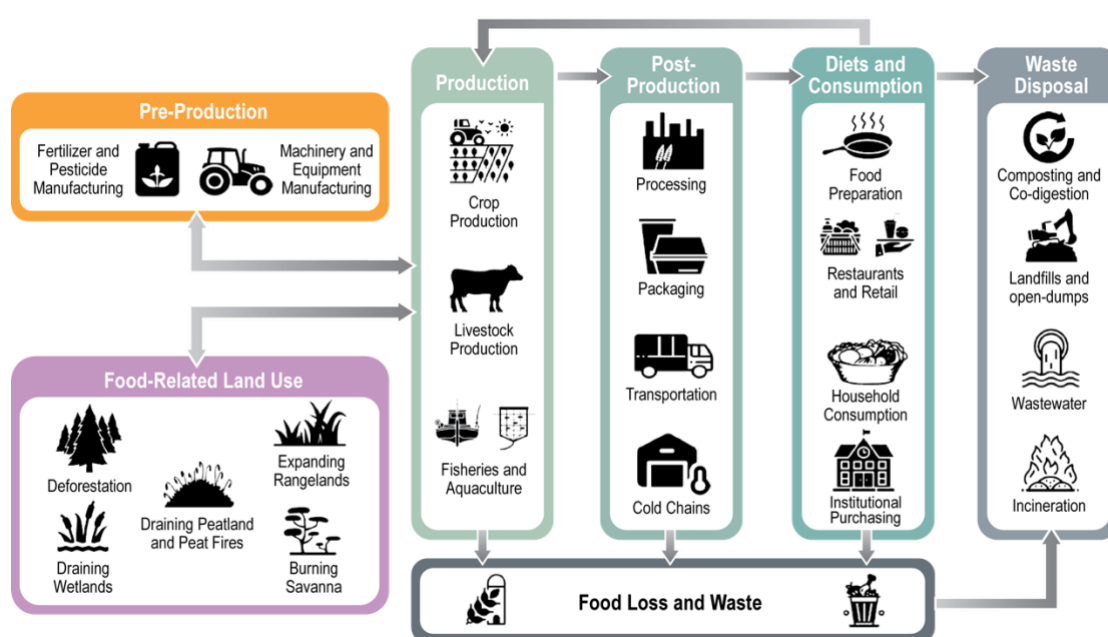 Pre-Production
Fertilizer and
Pesticide
Manufacturing
Machinery and
Equipment
Manufacturing
Food-Related Land Use
Deforestation
Draining Peatland
and Peat Fires
Expanding
Rangelands
Draining
Wetlands
Burning
Savanna
Production
Crop
Production
Livestock
Production
Fisheries and
Aquaculture
Post-
Production
Processing
Packaging
Transportation
Cold Chains
Diets and
Consumption
Food
Preparation
Restaurants
and Retail
Household
Consumption
Institutional
Purchasing
Waste
Disposal
Composting and
Co-digestion
Landfills and
open-dumps
Wastewater
Incineration
Food Loss and Waste